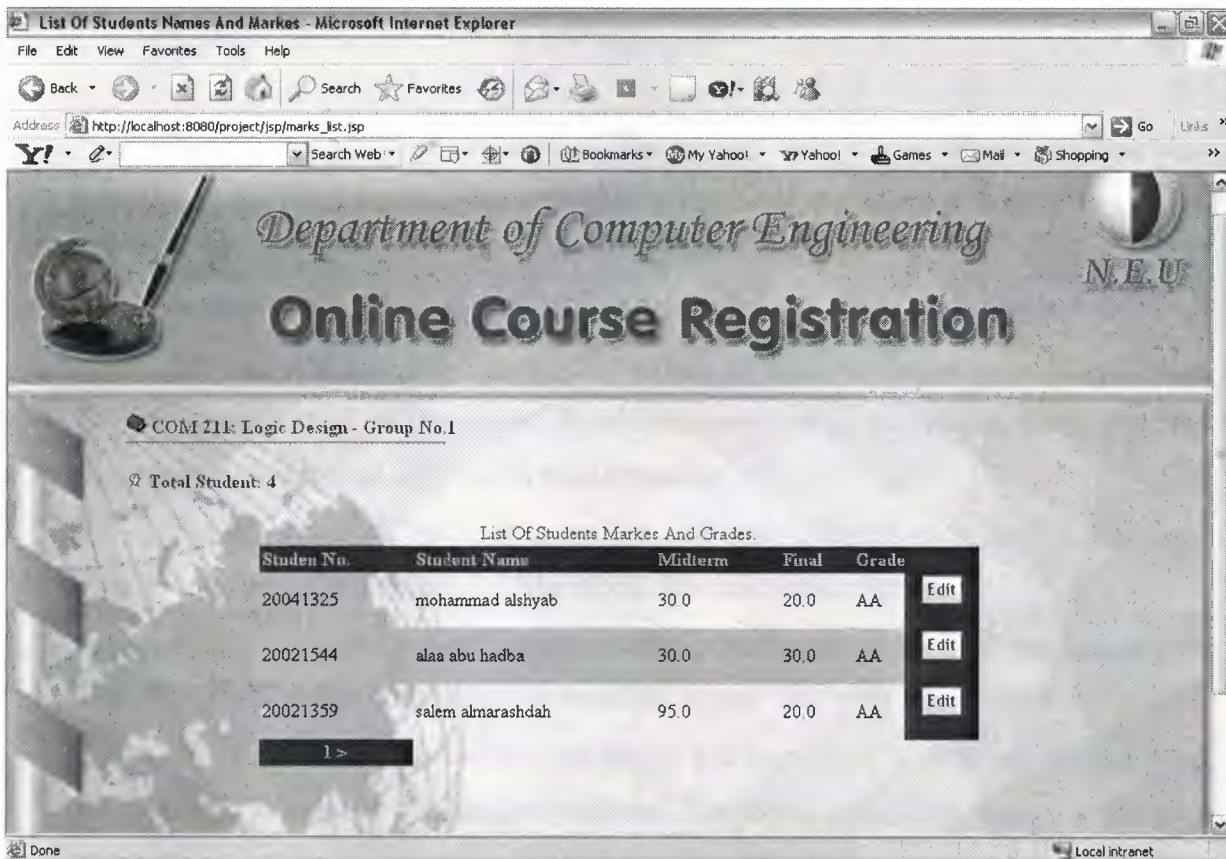 List Of Students Names And Markes - Microsoft Internet Explorer
File Edit View Favorites Tools Help
Back Search Favorites
Address http://localhost:8080/project/jsp/marks_list.jsp Go Links
Y! Search Web Bookmarks My Yahoo! Yahoo! Games Mail Shopping
Department of Computer Engineering
N.E.U
Online Course Registration
COM 211: Logic Design - Group No.1
Total Student: 4
List Of Students Markes And Grades.
Studen No. Student Name Midterm Final Grade
20041325 mohammad alshyab 30.0 20.0 AA Edit
20021544 alaa abu hadba 30.0 30.0 AA Edit
20021359 salem almarashdah 95.0 20.0 AA Edit
1 >
Done Local intranet